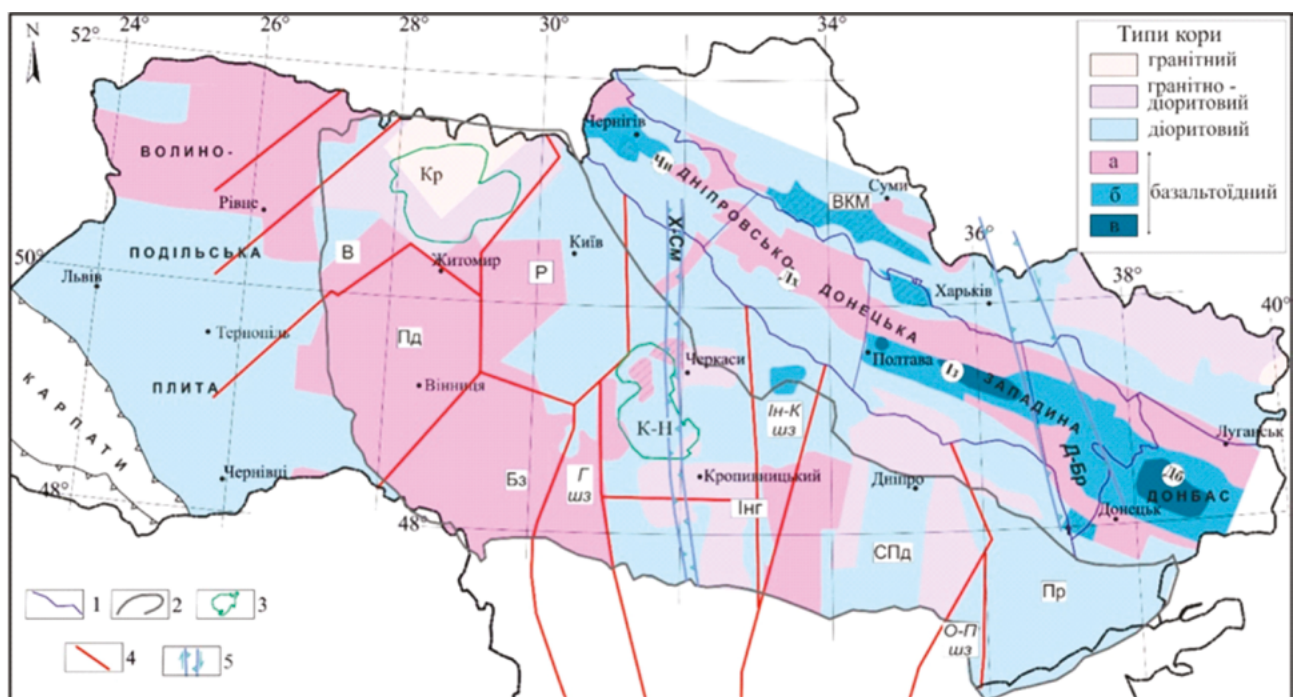 N
52°
24°
26°
28°
30°
32°
34°
36°
38°
40°
50°
48°
48°
Типи кори
гранітний
гранітно -
діоритовий
діоритовий
а
б
в
базальтоїдний
ВОЛИНО-
ПОДІЛЬСЬКА
ПЛИТА
КАРПАТИ
Рівне
Львів
Тернопіль
Чернівці
Житомир
Вінниця
Київ
Чернігів
Суми
Харьків
Черкаси
Полтава
Кропивницький
Дніпро
Донецьк
Луганськ
ДНІПРОВСЬКО-
ДОНЕЦЬКА
ЗАПАДИНА
ДОНБАС
ВКМ
Кр
В
Р
Пд
Бз
Г
шз
К-Н
Х-См
Ін-К
шз
Інг
СПд
Пр
О-П
шз
Д-Бр
Чн
Лх
Із
Дб
1
2
3
4
5